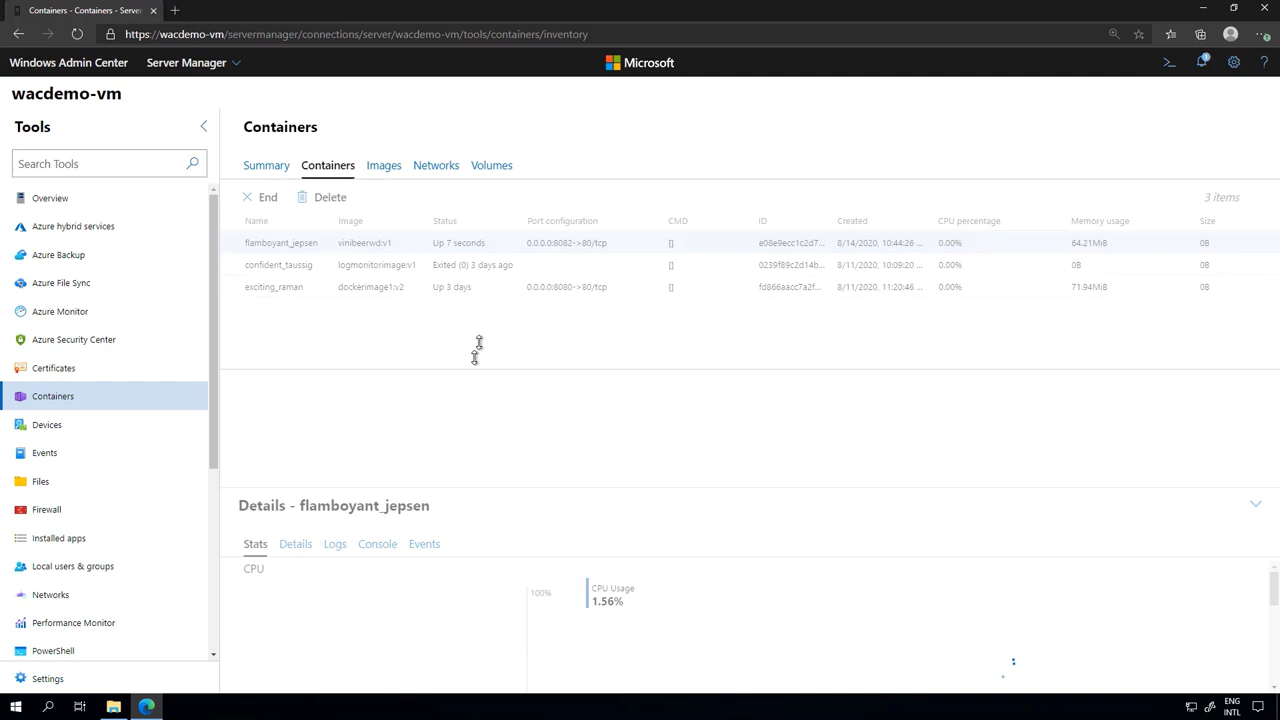 Containers - Containers - Server
https://wacdemo-vm/servermanager/connections/server/wacdemo-vm/tools/containers/inventory
Windows Admin Center Server Manager Microsoft
wacdemo-vm
Tools
Search Tools
Overview
Azure hybrid services
Azure Backup
Azure File Sync
Azure Monitor
Azure Security Center
Certificates
Containers
Devices
Events
Files
Firewall
Installed apps
Local users & groups
Networks
Performance Monitor
PowerShell
Settings
Containers
Summary Containers Images Networks Volumes
End Delete 3 items
Name Image Status Port configuration CMD ID Created CPU percentage Memory usage Size
flamboyant_jepsen vinibeerwd:v1 Up 7 seconds 0.0.0.0:8082->80/tcp [] e08e9ecc1c2d7... 8/14/2020, 10:44:26 ... 0.00% 64.21MiB 0B
confident_taussig logmonitorimage:v1 Exited (0) 3 days ago [] 0239f89c2d14b... 8/11/2020, 10:09:20 ... 0.00% 0B 0B
exciting_raman dockerimage1:v2 Up 3 days 0.0.0.0:8080->80/tcp [] fd866aacc7a2f... 8/11/2020, 11:20:46 ... 0.00% 71.94MiB 0B
Details - flamboyant_jepsen
Stats Details Logs Console Events
CPU
100%
CPU Usage
1.56%
ENG
INTL